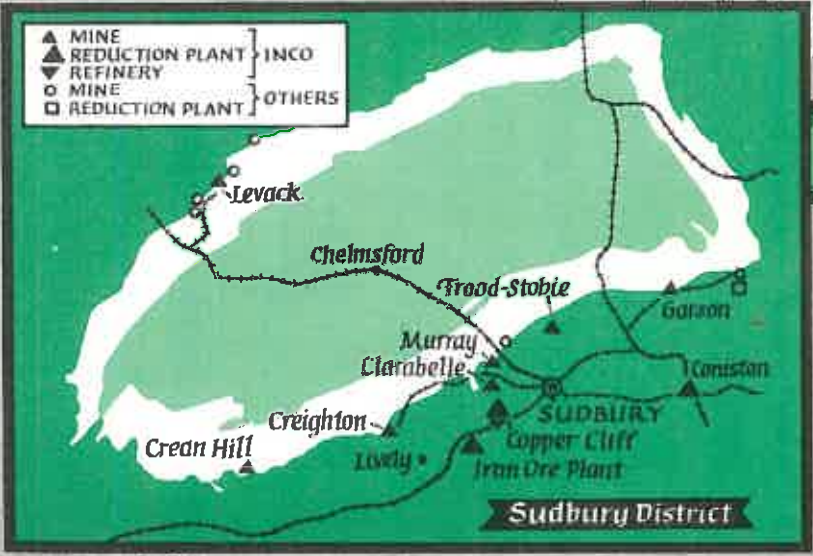 MINE
REDUCTION PLANT
REFINERY
INCO
MINE
REDUCTION PLANT
OTHERS
Levack
Chelmsford
Frood-Stobie
Garson
Murray
Clarabelle
Coniston
Creighton
SUDBURY
Crean Hill
Copper Cliff
Lively
Iron Ore Plant
Sudbury District